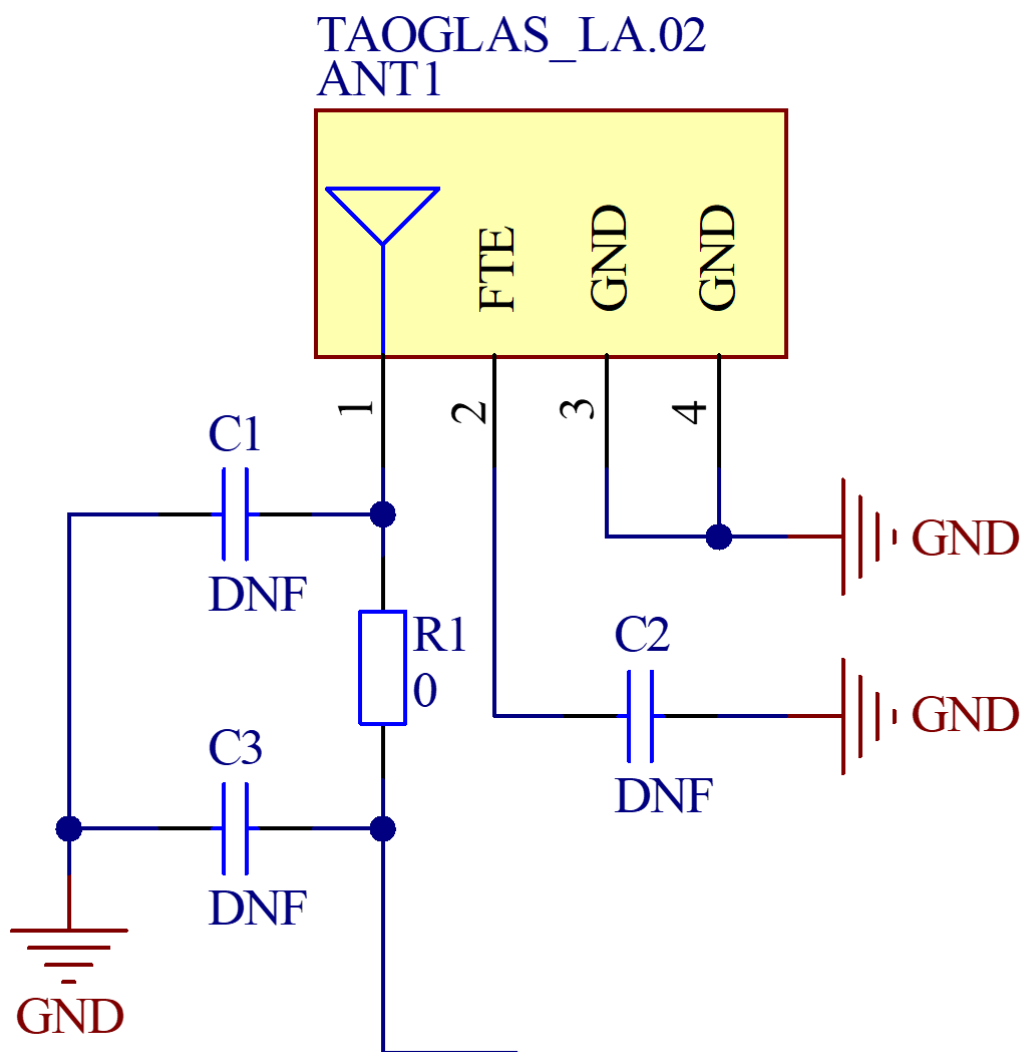 TAOGLAS_LA.02
ANT1
FTE
GND
GND
1
2
3
4
C1
DNF
GND
R1
0
C2
DNF
GND
C3
DNF
GND